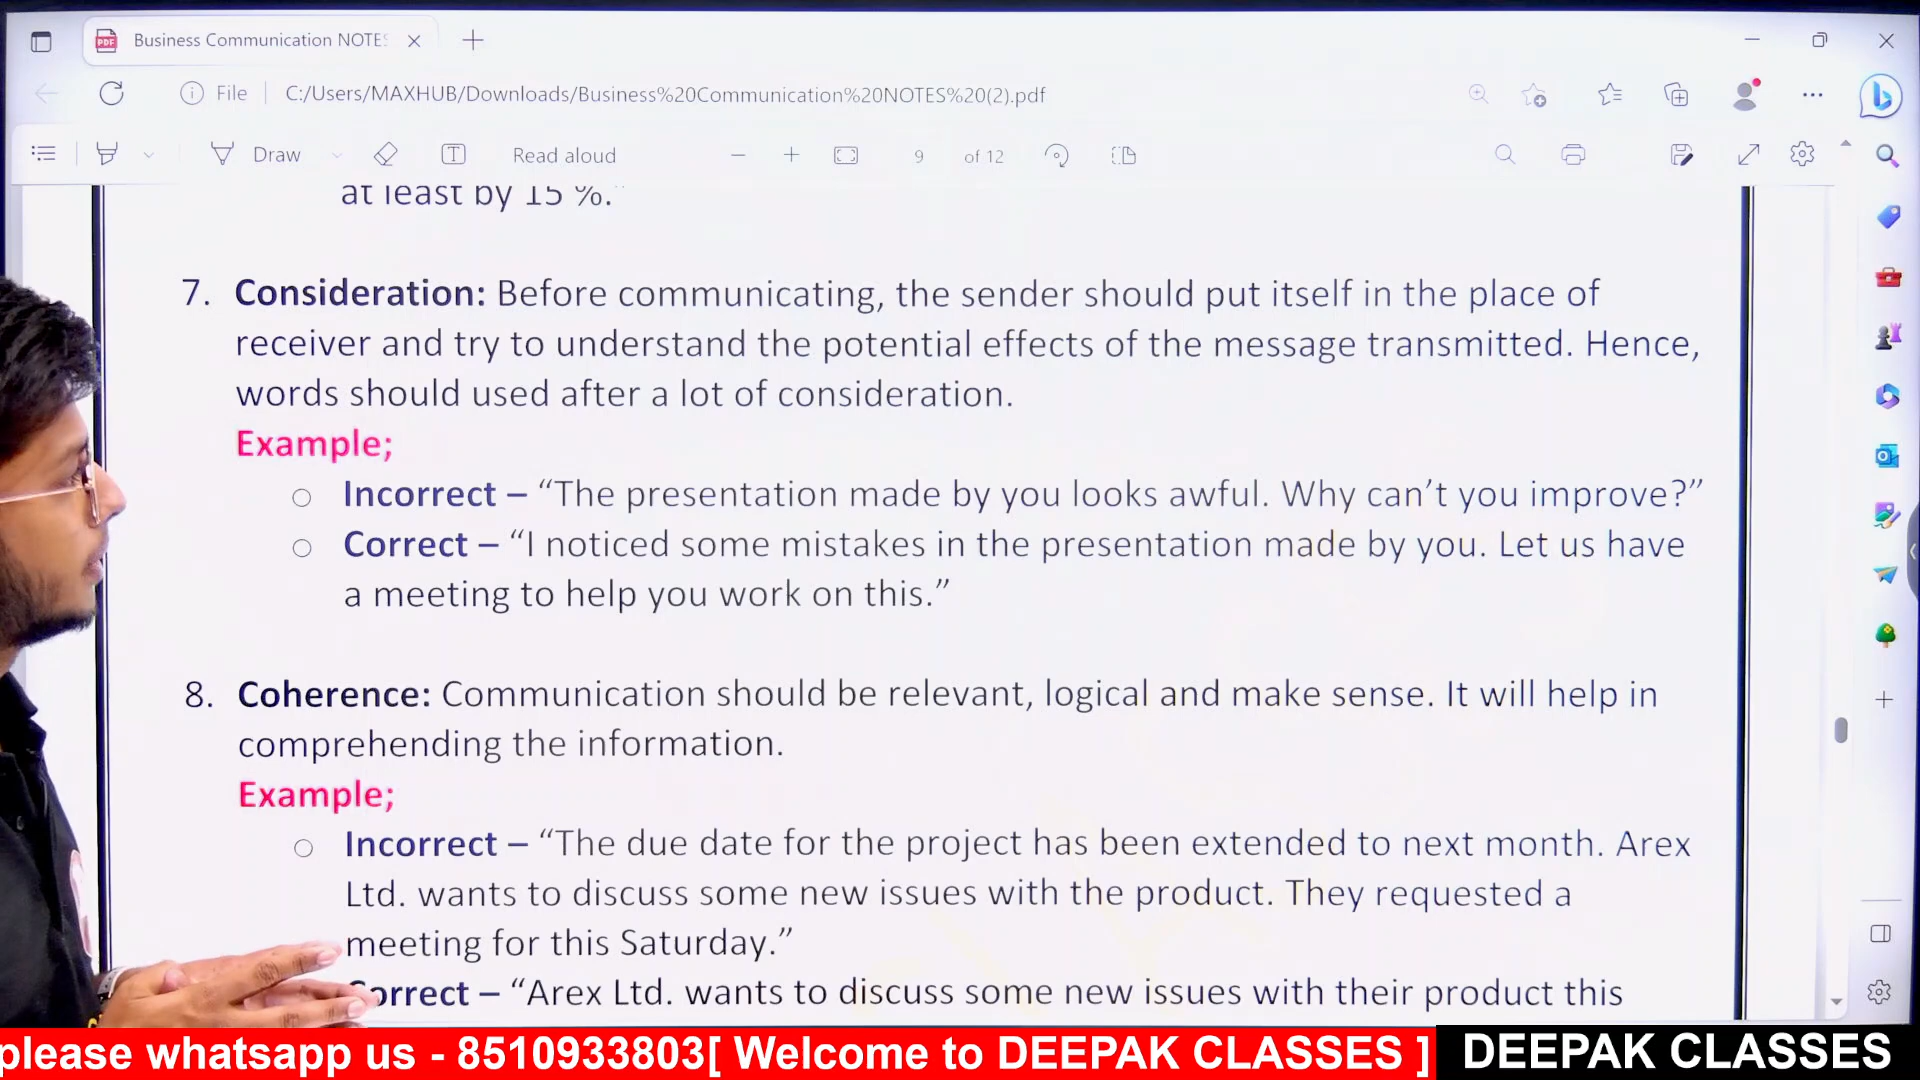 Business Communication NOTES
File
C:/Users/MAXHUB/Downloads/Business%20Communication%20NOTES%20(2).pdf
Draw
Read aloud
9 of 12
at least by 15 %.”
7. Consideration: Before communicating, the sender should put itself in the place of
receiver and try to understand the potential effects of the message transmitted. Hence,
words should used after a lot of consideration.
Example;
○ Incorrect – “The presentation made by you looks awful. Why can’t you improve?”
○ Correct – “I noticed some mistakes in the presentation made by you. Let us have
a meeting to help you work on this.”
8. Coherence: Communication should be relevant, logical and make sense. It will help in
comprehending the information.
Example;
○ Incorrect – “The due date for the project has been extended to next month. Arex
Ltd. wants to discuss some new issues with the product. They requested a
meeting for this Saturday.”
Correct – “Arex Ltd. wants to discuss some new issues with their product this
please whatsapp us - 8510933803[ Welcome to DEEPAK CLASSES ]
DEEPAK CLASSES